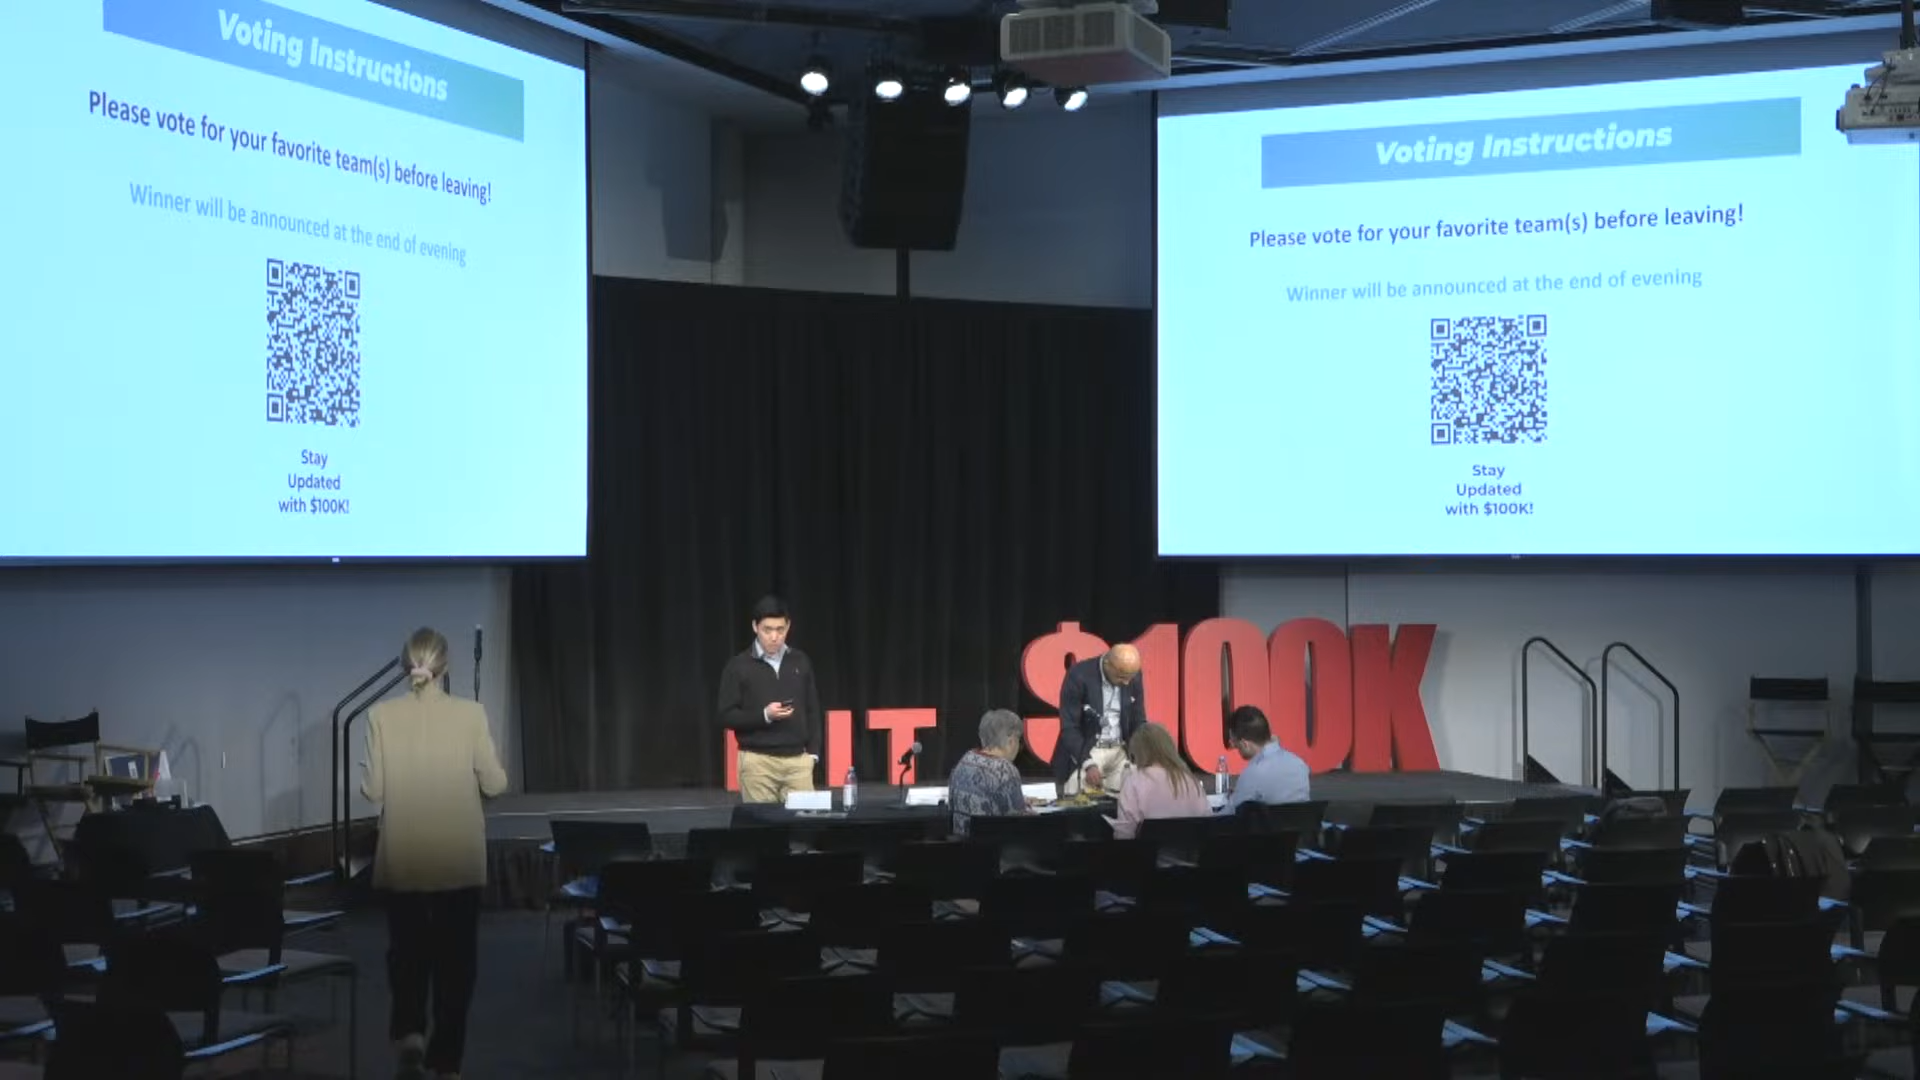 Voting Instructions
Please vote for your favorite team(s) before leaving!
Winner will be announced at the end of evening
Stay
Updated
with $100K!
Voting Instructions
Please vote for your favorite team(s) before leaving!
Winner will be announced at the end of evening
Stay
Updated
with $100K!
IT $100K